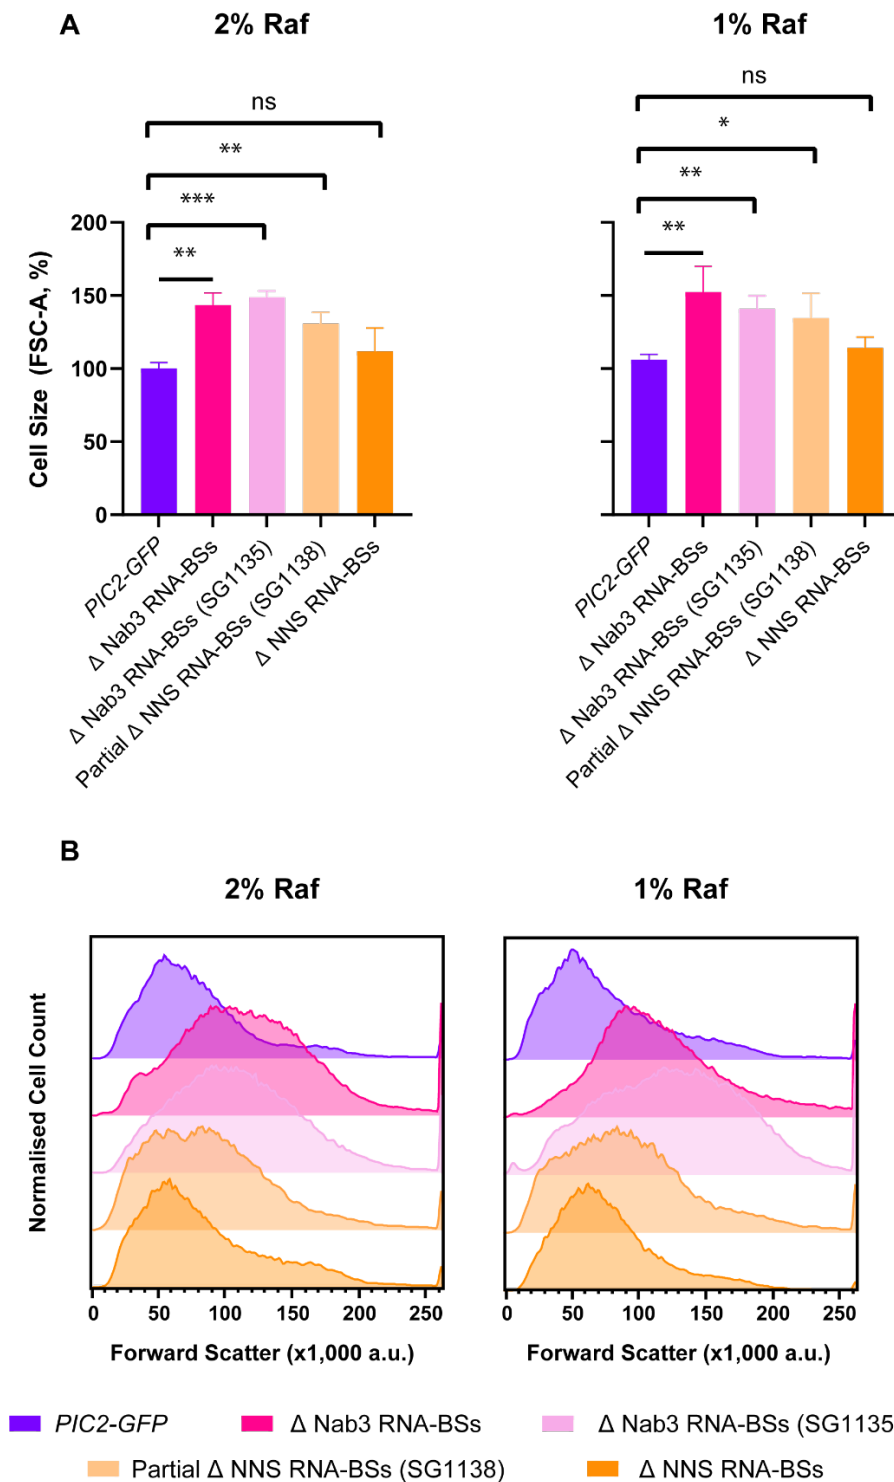 A
2% Raf
1% Raf
ns
**
***
**
ns
*
**
**
Cell Size (FSC-A, %)
200
150
100
50
0
PIC2-GFP
Δ Nab3 RNA-BSs
Δ Nab3 RNA-BSs (SG1135)
Partial Δ NNS RNA-BSs (SG1138)
Δ NNS RNA-BSs
PIC2-GFP
Δ Nab3 RNA-BSs
Δ Nab3 RNA-BSs (SG1135)
Partial Δ NNS RNA-BSs (SG1138)
Δ NNS RNA-BSs
B
2% Raf
1% Raf
Normalised Cell Count
0 50 100 150 200 250
0 50 100 150 200 250
Forward Scatter (x1,000 a.u.)
Forward Scatter (x1,000 a.u.)
PIC2-GFP
Δ Nab3 RNA-BSs
Δ Nab3 RNA-BSs (SG1135
Partial Δ NNS RNA-BSs (SG1138)
Δ NNS RNA-BSs